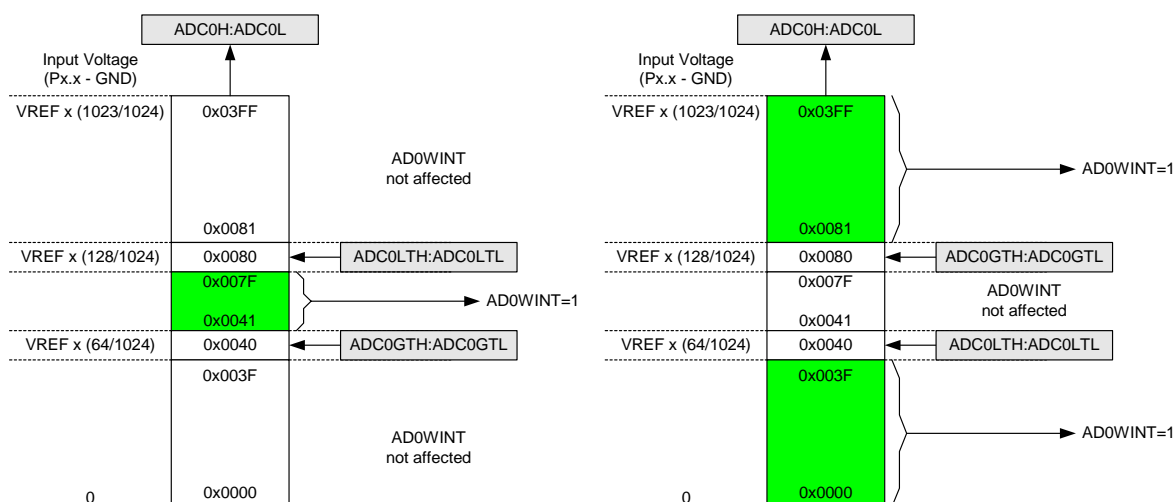 ADC0H:ADC0L
Input Voltage
(Px.x - GND)
VREF x (1023/1024)
0x03FF
AD0WINT
not affected
0x0081
VREF x (128/1024)
0x0080
ADC0LTH:ADC0LTL
0x007F
AD0WINT=1
0x0041
VREF x (64/1024)
0x0040
ADC0GTH:ADC0GTL
0x003F
AD0WINT
not affected
0
0x0000
ADC0H:ADC0L
Input Voltage
(Px.x - GND)
VREF x (1023/1024)
0x03FF
AD0WINT=1
0x0081
VREF x (128/1024)
0x0080
ADC0GTH:ADC0GTL
0x007F
AD0WINT
not affected
0x0041
VREF x (64/1024)
0x0040
ADC0LTH:ADC0LTL
0x003F
AD0WINT=1
0
0x0000